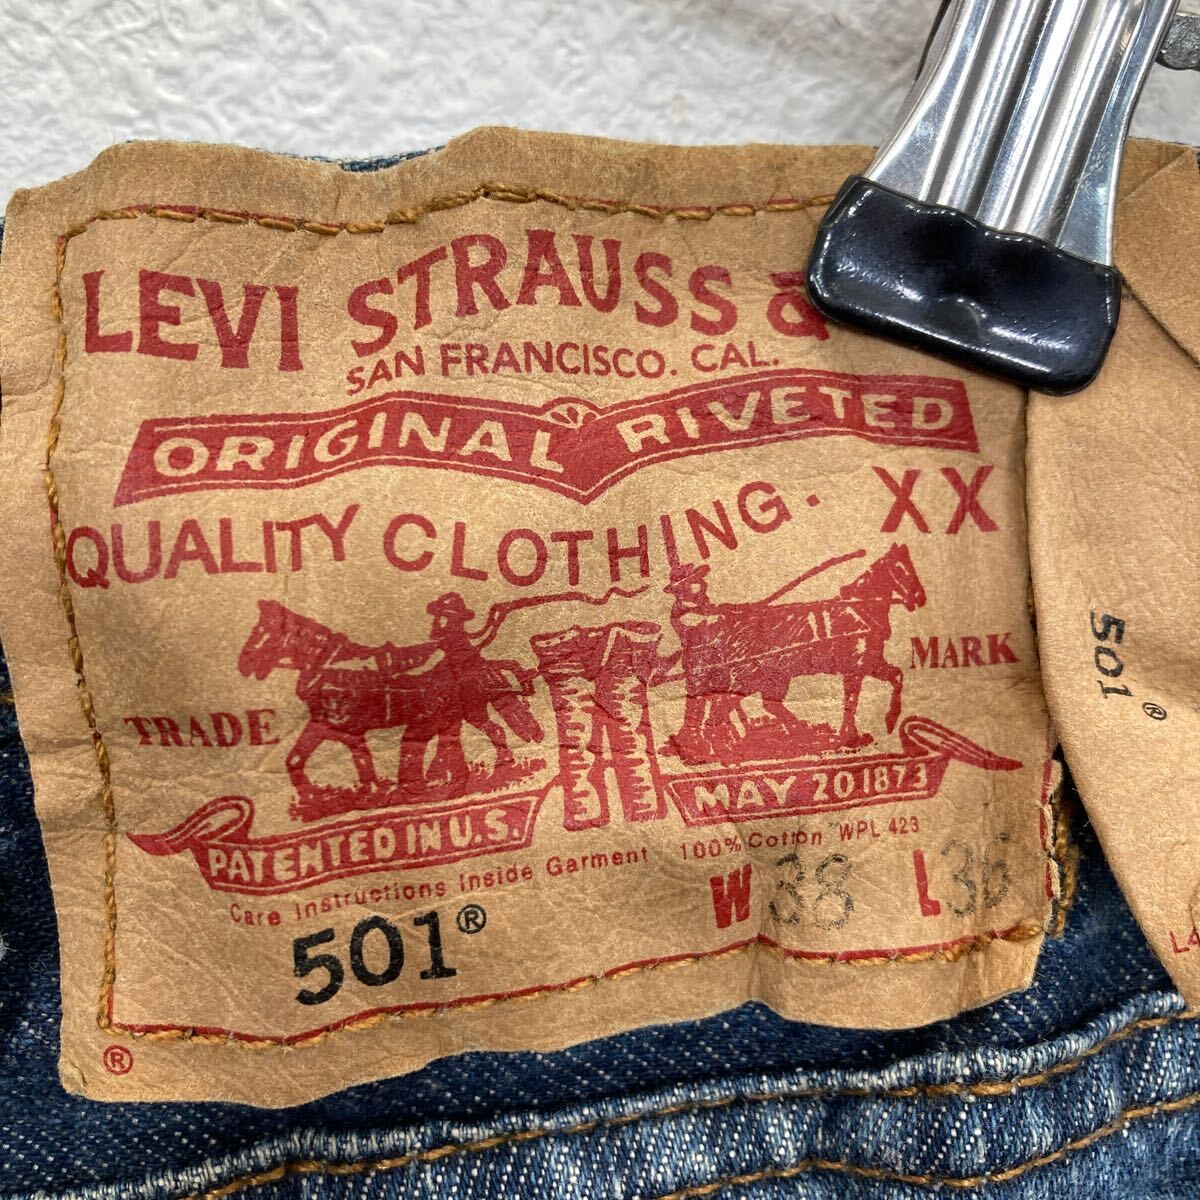 LEVI STRAUSS &
SAN FRANCISCO. CAL.
ORIGINAL RIVETED
QUALITY CLOTHING. XX
TRADE MARK
PATENTED IN U.S. MAY 20 1873
Care Instructions Inside Garment 100% Cotton WPL 423
W 38 L 36
501®
®
501®